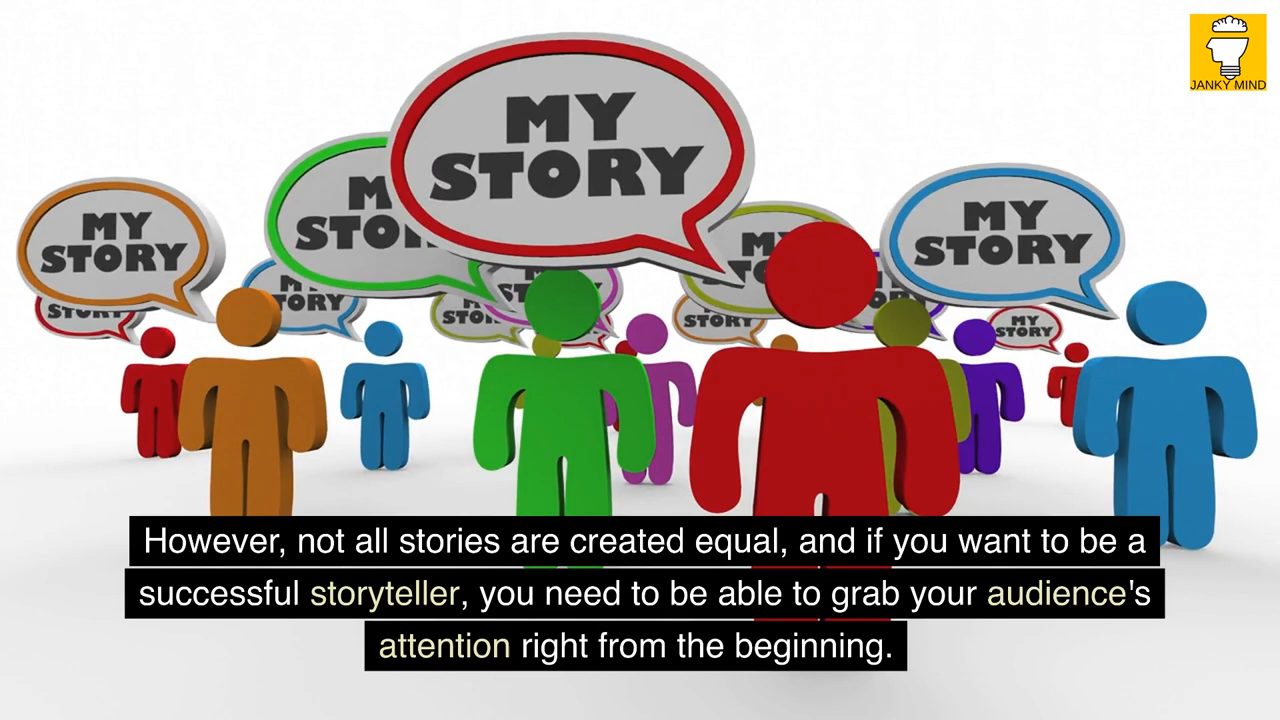 JANKY MIND
MY
STORY
MY
STORY
MY
STORY
MY
STORY
STORY
MY
STORY
However, not all stories are created equal, and if you want to be a
successful storyteller, you need to be able to grab your audience's
attention right from the beginning.